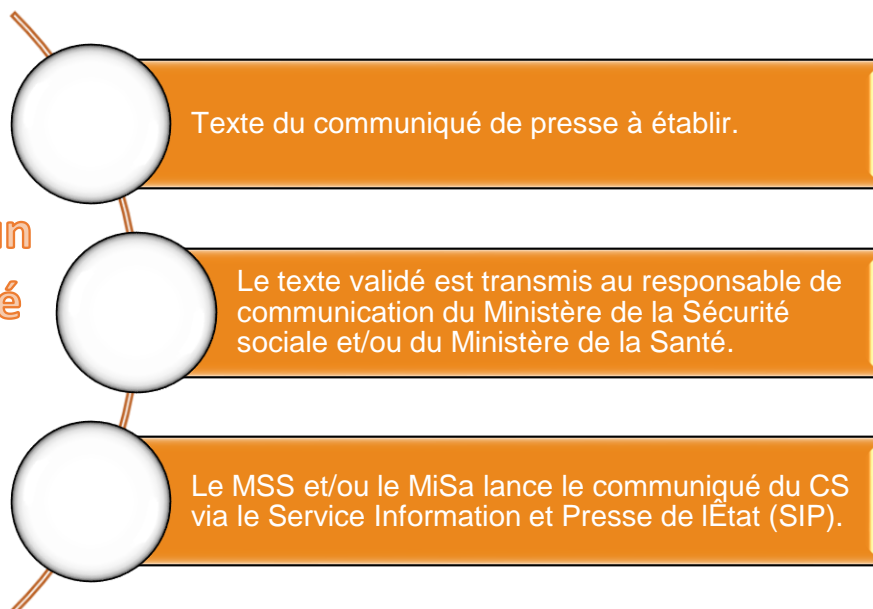 Texte du communiqué de presse à établir.
un
é
Le texte validé est transmis au responsable de
communication du Ministère de la Sécurité
sociale et/ou du Ministère de la Santé.
Le MSS et/ou le MiSa lance le communiqué du CS
via le Service Information et Presse de lÊtat (SIP).